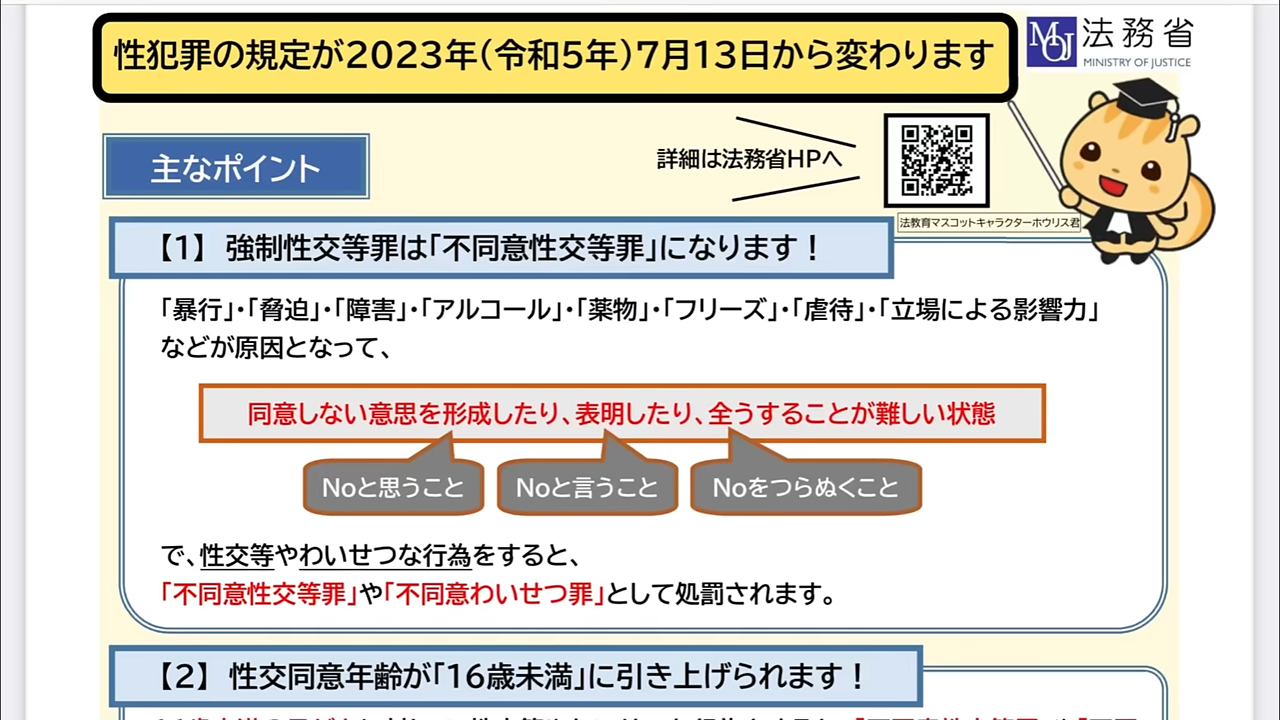 性犯罪の規定が2023年(令和5年)7月13日から変わります
MOJ 法務省
MINISTRY OF JUSTICE
主なポイント
詳細は法務省HPへ
法教育マスコットキャラクターホウリス君
【1】 強制性交等罪は「不同意性交等罪」になります！
「暴行」・「脅迫」・「障害」・「アルコール」・「薬物」・「フリーズ」・「虐待」・「立場による影響力」
などが原因となって、
同意しない意思を形成したり、表明したり、全うすることが難しい状態
Noと思うこと
Noと言うこと
Noをつらぬくこと
で、性交等やわいせつな行為をすると、
「不同意性交等罪」や「不同意わいせつ罪」として処罰されます。
【2】 性交同意年齢が「16歳未満」に引き上げられます！